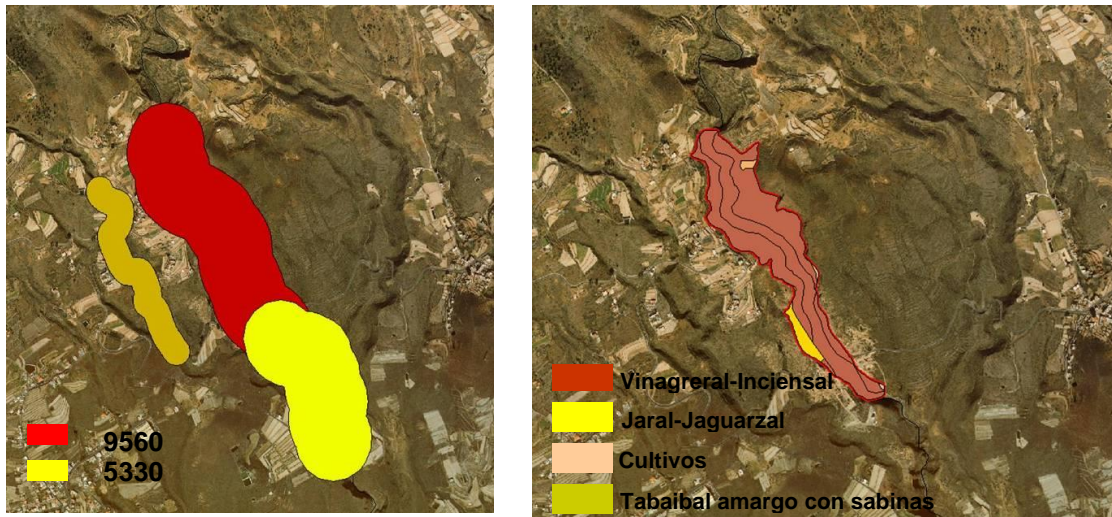 9560
5330
Vinagreral-Inciensal
Jaral-Jaguarzal
Cultivos
Tabaibal amargo con sabinas